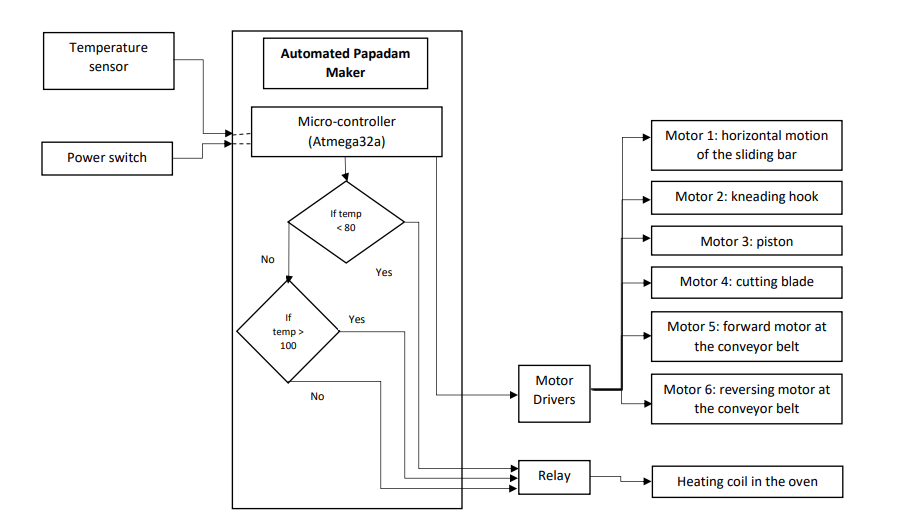 Temperature
sensor
Power switch
Automated Papadam
Maker
Micro-controller
(Atmega32a)
If temp
< 80
No
Yes
If
temp >
100
Yes
No
Motor
Drivers
Relay
Motor 1: horizontal motion
of the sliding bar
Motor 2: kneading hook
Motor 3: piston
Motor 4: cutting blade
Motor 5: forward motor at
the conveyor belt
Motor 6: reversing motor at
the conveyor belt
Heating coil in the oven